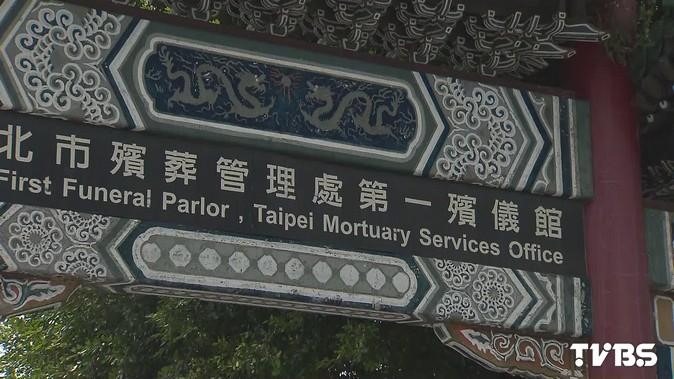 北市殯葬管理處第一殯儀館
First Funeral Parlor , Taipei Mortuary Services Office
TVBS